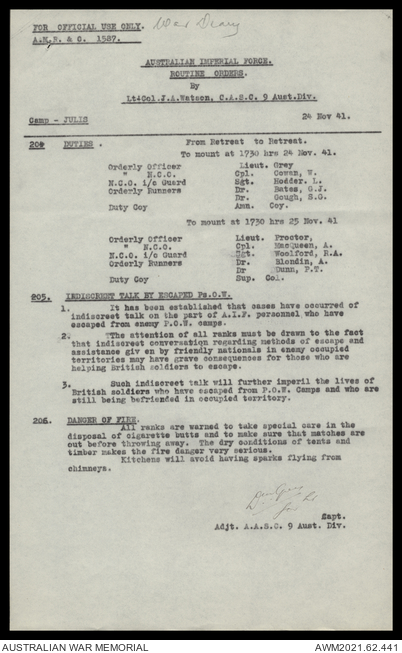 FOR OFFICIAL USE ONLY. War Diary
A.M.R. & O. 1587.
AUSTRALIAN IMPERIAL FORCE.
ROUTINE ORDERS.
By
Lt.Col.J.A.Watson, C.A.S.C. 9 Aust.Div.
Camp - JULIS 24 Nov 41.
204 DUTIES. From Retreat to Retreat.
To mount at 1730 hrs 24 Nov. 41.
Orderly Officer Lieut. Grey
" N.C.O. Cpl. Cowan, W.
N.C.O. i/c Guard Sgt. Hodder. L.
Orderly Runners Dr. Bates, G.J.
Dr. Gough, S.G.
Duty Coy Amn. Coy.
To mount at 1730 hrs 25 Nov. 41
Orderly Officer Lieut. Proctor,
" N.C.O. Cpl. MacQueen, A.
N.C.O. i/c Guard Sgt. Woolford, R.A.
Orderly Runners Dr. Blondin, A.
Dr Dunn, P.T.
Duty Coy Sup. Col.
205. INDISCREET TALK BY ESCAPED Ps.O.W.
1. It has been established that cases have occurred of
indiscreet talk on the part of A.I.F. personnel who have
escaped from enemy P.O.W. camps.
2. The attention of all ranks must be drawn to the fact
that indiscreet conversation regarding methods of escape and
assistance giv en by friendly nationals in enemy occupied
territories may have grave consequences for those who are
helping British soldiers to escape.
3. Such indiscreet talk will further imperil the lives of
British soldiers who have escaped from P.O.W. Camps and who are
still being befriended in occupied territory.
206. DANGER OF FIRE.
All ranks are warned to take special care in the
disposal of cigarette butts and to make sure that matches are
out before throwing away. The dry conditions of tents and
timber makes the fire danger very serious.
Kitchens will avoid having sparks flying from
chimneys.
Capt.
Adjt. A.A.S.C. 9 Aust. Div.
AUSTRALIAN WAR MEMORIAL AWM2021.62.441